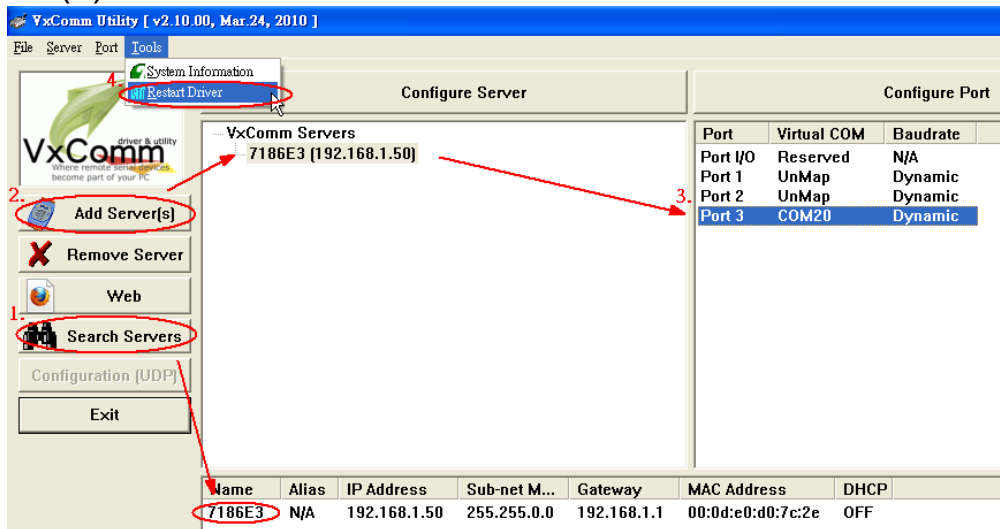 VxComm Utility [ v2.10.00, Mar.24, 2010 ]
File Server Port Tools
System Information
4. Restart Driver
Configure Server
Configure Port
VxComm
driver & utility
Where remote serial devices
become part of your PC
2. Add Server(s)
Remove Server
Web
1. Search Servers
Configuration (UDP)
Exit
VxComm Servers
7186E3 (192.168.1.50)
Port Virtual COM Baudrate
Port I/O Reserved N/A
Port 1 UnMap Dynamic
Port 2 UnMap Dynamic
3. Port 3 COM20 Dynamic
Name Alias IP Address Sub-net M... Gateway MAC Address DHCP
7186E3 N/A 192.168.1.50 255.255.0.0 192.168.1.1 00:0d:e0:d0:7c:2e OFF